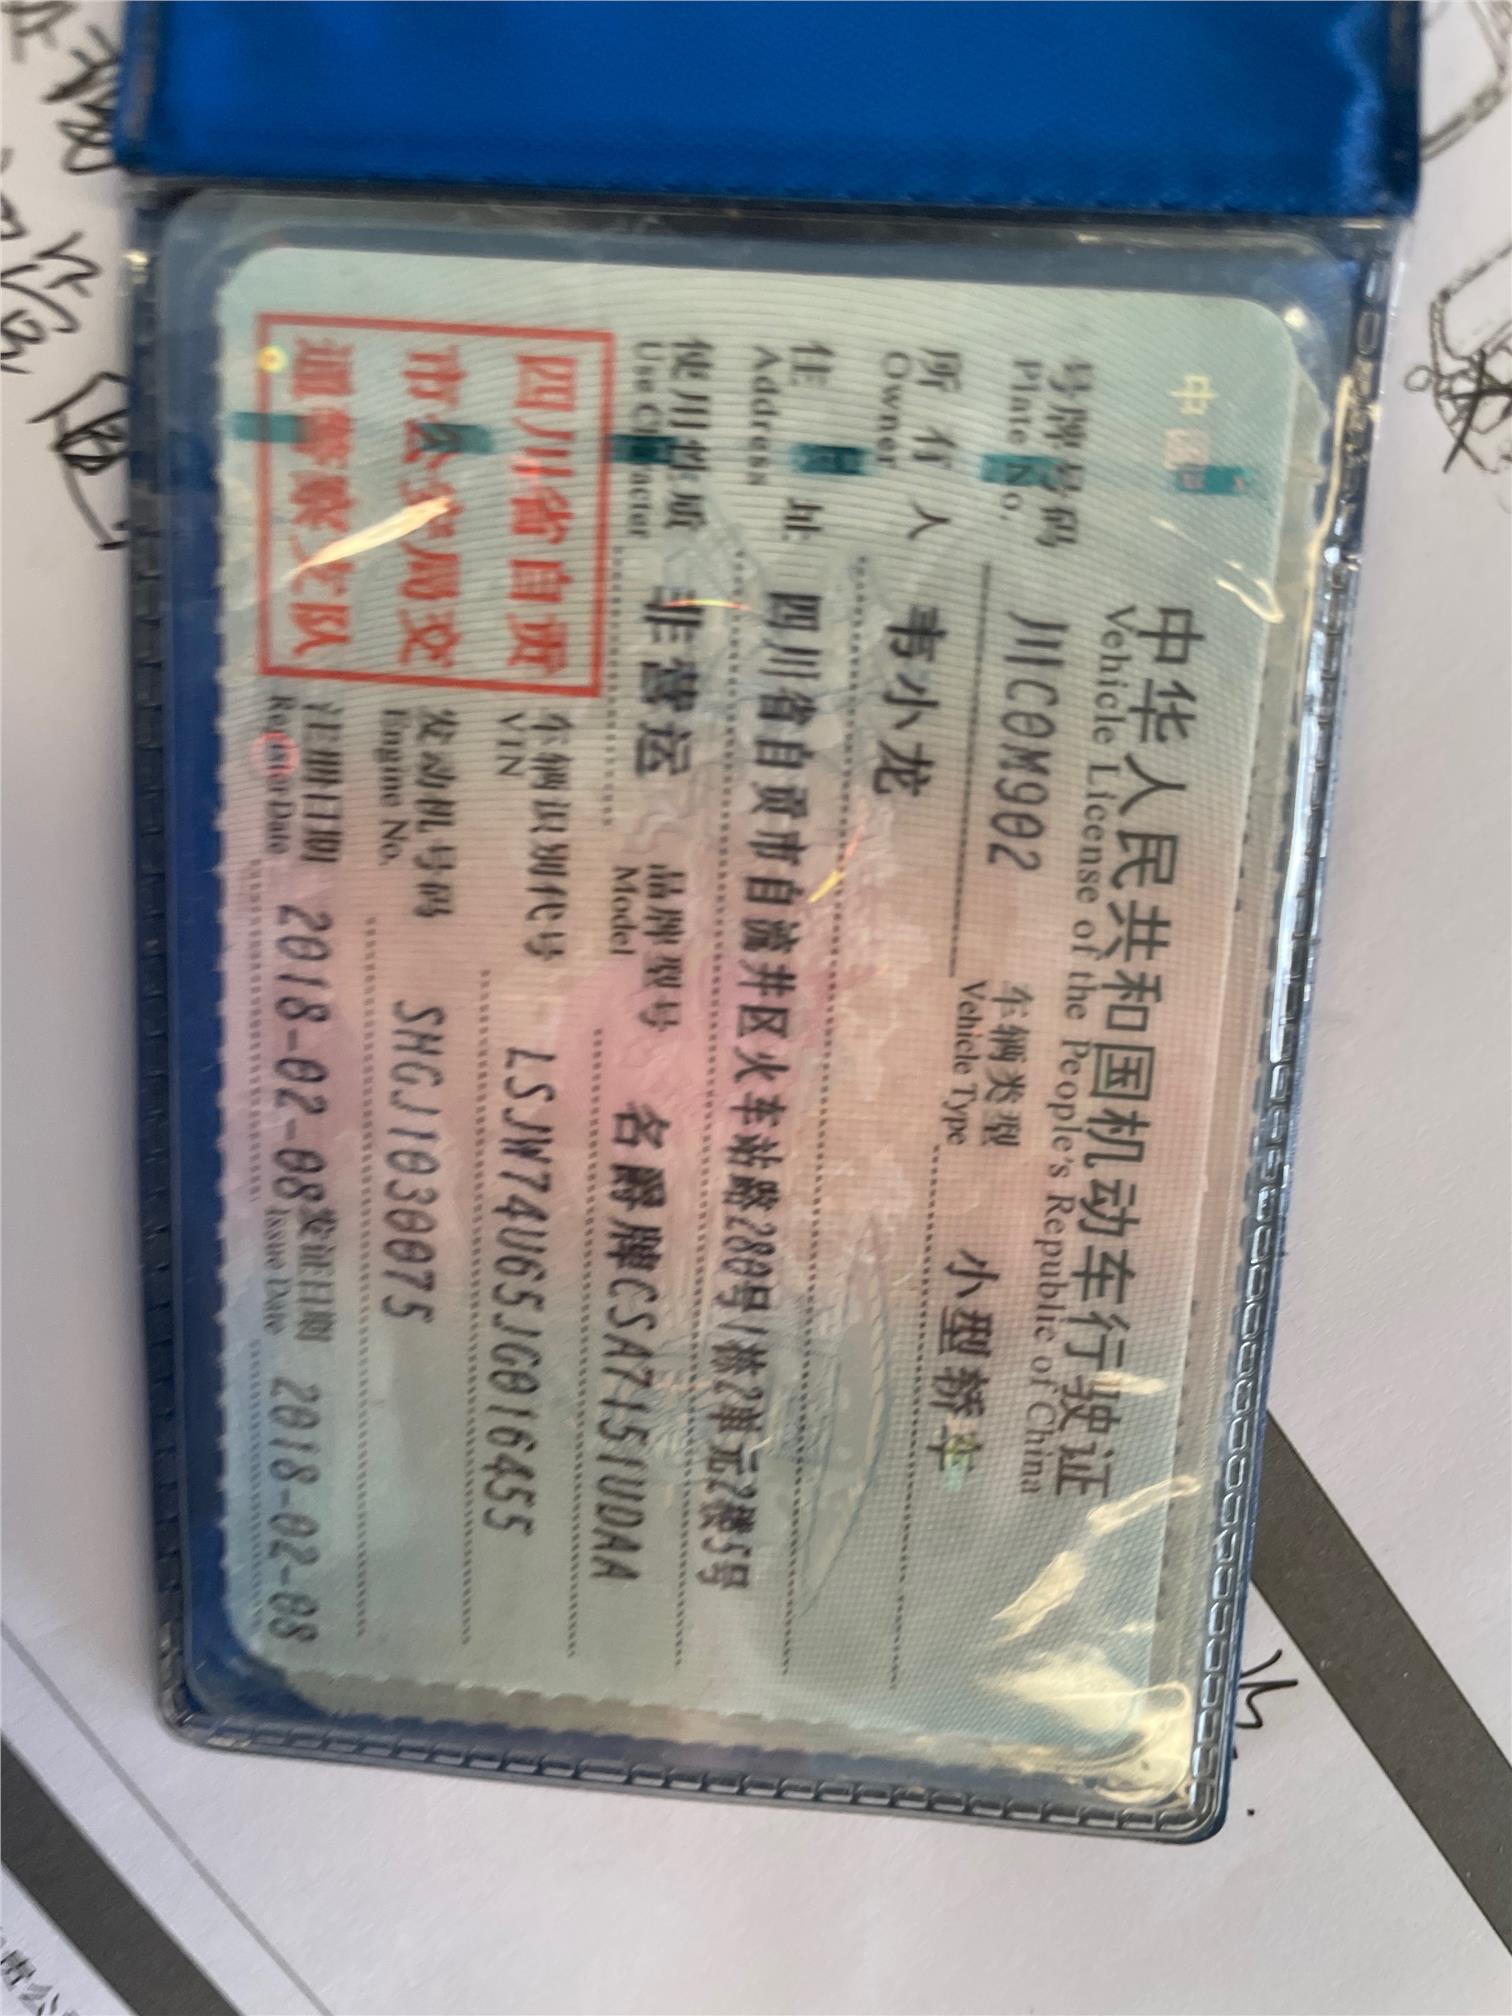 中华人民共和国机动车行驶证
Vehicle License of the People's Republic of China
号牌号码 川C0M902 车辆类型 小型轿车
Plate No. Vehicle Type
所有人 韦小龙
Owner
住址 四川省自贡市自流井区火车站路280号1栋2单元2楼5号
Address
使用性质 非营运 品牌型号 名爵牌CSA7151UDAA
Use Character Model
四川省自贡
市公安局交
通警察支队
车辆识别代号 LSJW74U65JG016455
VIN
发动机号码 SHGJ1030075
Engine No.
注册日期 2018-02-08 发证日期 2018-02-08
Register Date Issue Date